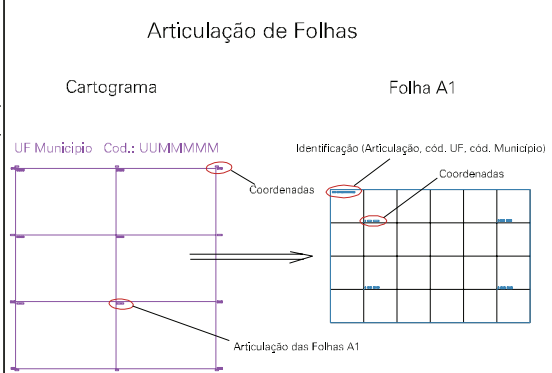 Articulação de Folhas
Cartograma
Folha A1
UF Municipio Cod.: UUMMMMM
Identificação (Articulação, cód. UF, cód. Município)
Coordenadas
Coordenadas
Articulação das Folhas A1